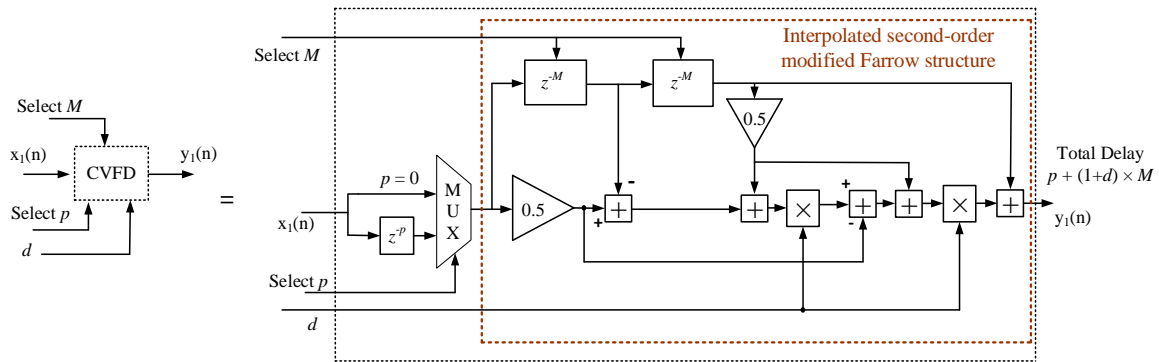 Select M
x₁(n)
CVFD
y₁(n)
Select p
d
=
Select M
Interpolated second-order
modified Farrow structure
z⁻ᴹ
z⁻ᴹ
0.5
p = 0
x₁(n)
z⁻ᵖ
M
U
X
0.5
-
+
+
+
×
+
-
+
+
×
+
Total Delay
p + (1+d) × M
y₁(n)
Select p
d